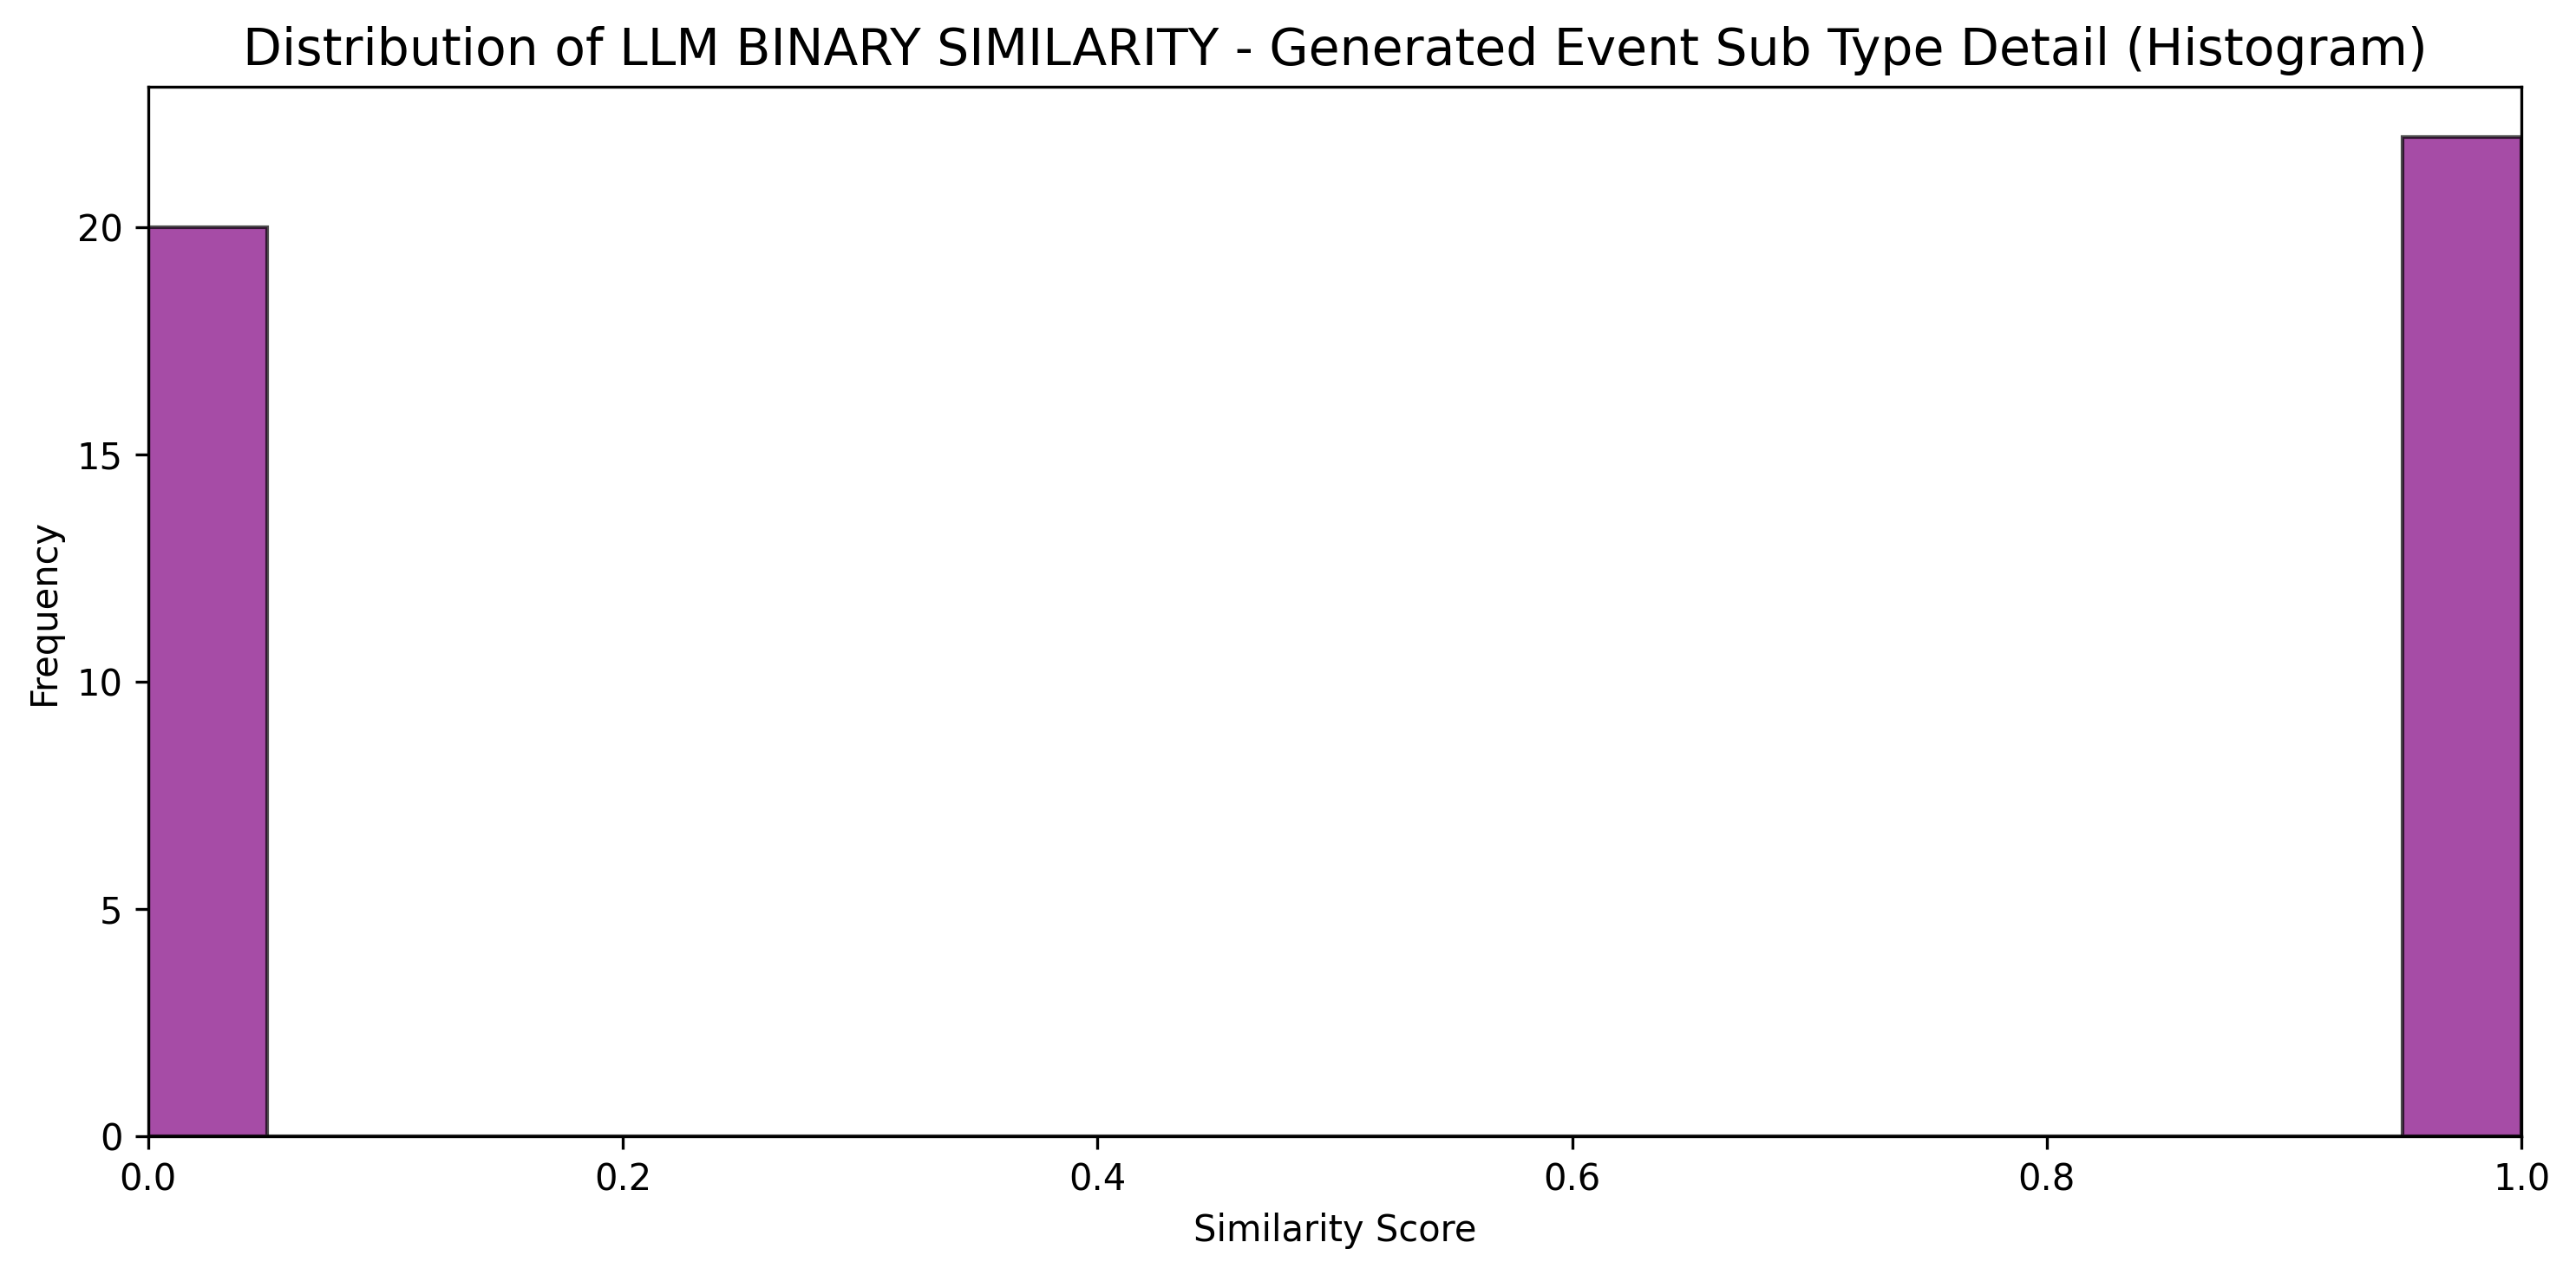 Distribution of LLM BINARY SIMILARITY - Generated Event Sub Type Detail (Histogram)
Frequency
20
15
10
5
0
0.0 0.2 0.4 0.6 0.8 1.0
Similarity Score